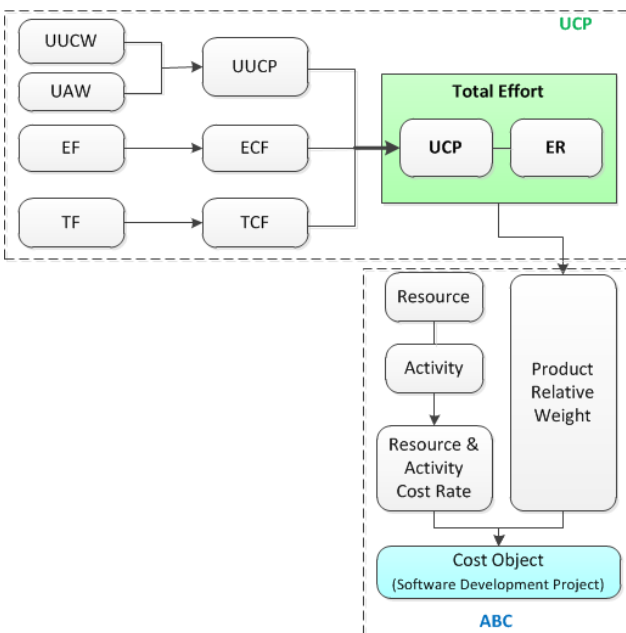 UCP
UUCW
UAW
UUCP
EF
ECF
TF
TCF
Total Effort
UCP
ER
Resource
Activity
Resource &
Activity
Cost Rate
Product
Relative
Weight
Cost Object
(Software Development Project)
ABC